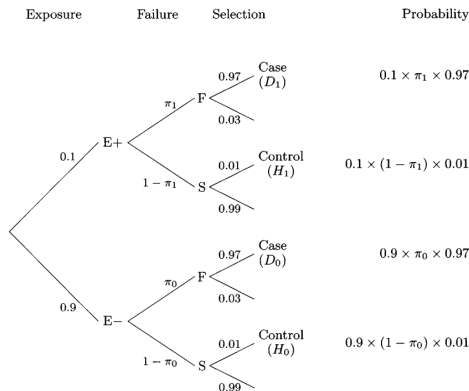 Exposure Failure Selection Probability
0.97 Case
(D₁) 0.1 × π₁ × 0.97
π₁ F
0.03
0.1 E+
0.01 Control
(H₁) 0.1 × (1 − π₁) × 0.01
1 − π₁ S
0.99
0.97 Case
(D₀) 0.9 × π₀ × 0.97
π₀ F
0.03
0.9 E−
0.01 Control
(H₀) 0.9 × (1 − π₀) × 0.01
1 − π₀ S
0.99